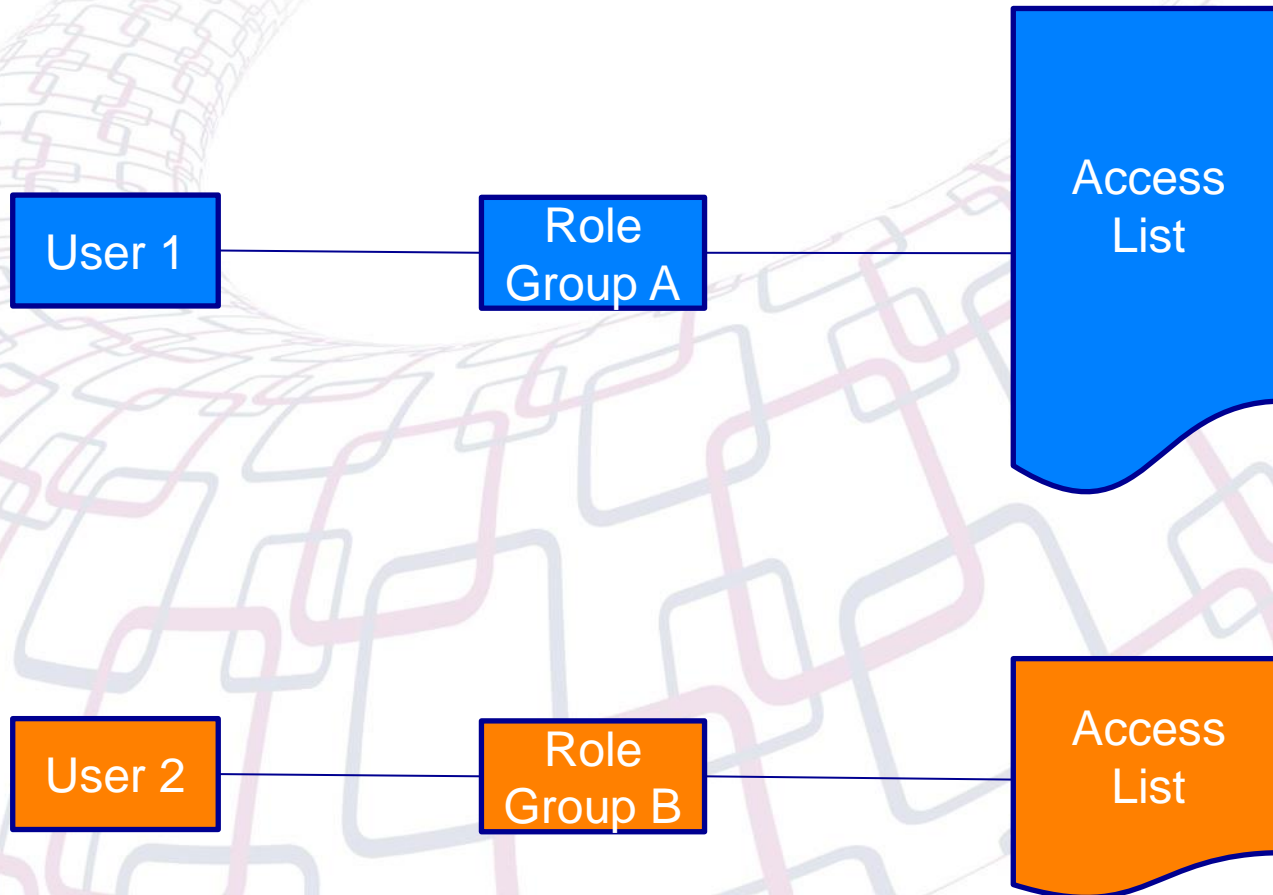 User 1
Role
Group A
Access
List
User 2
Role
Group B
Access
List